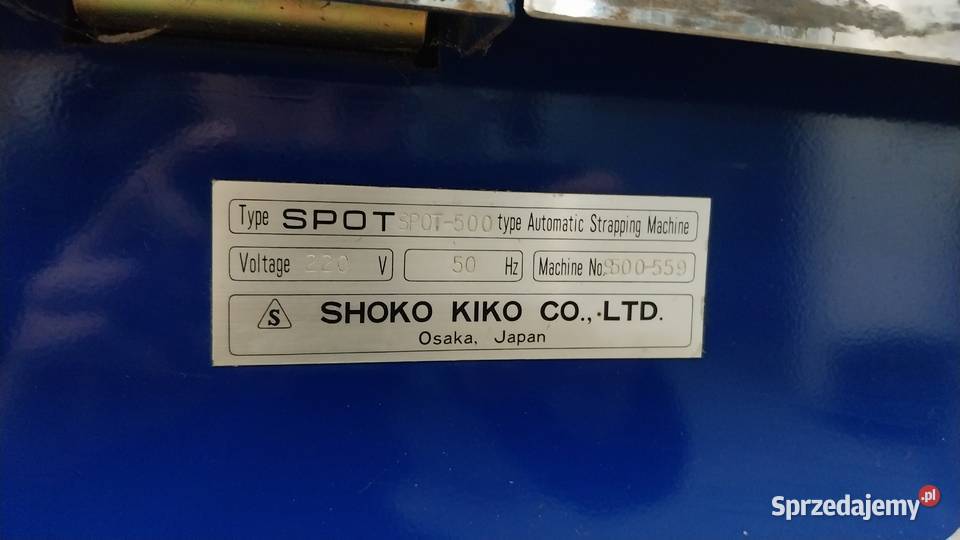 Type SPOT SPOT-500 type Automatic Strapping Machine
Voltage 220 V 50 Hz Machine No. S500-559
S SHOKO KIKO CO., LTD.
Osaka, Japan
Sprzedajemy.pl